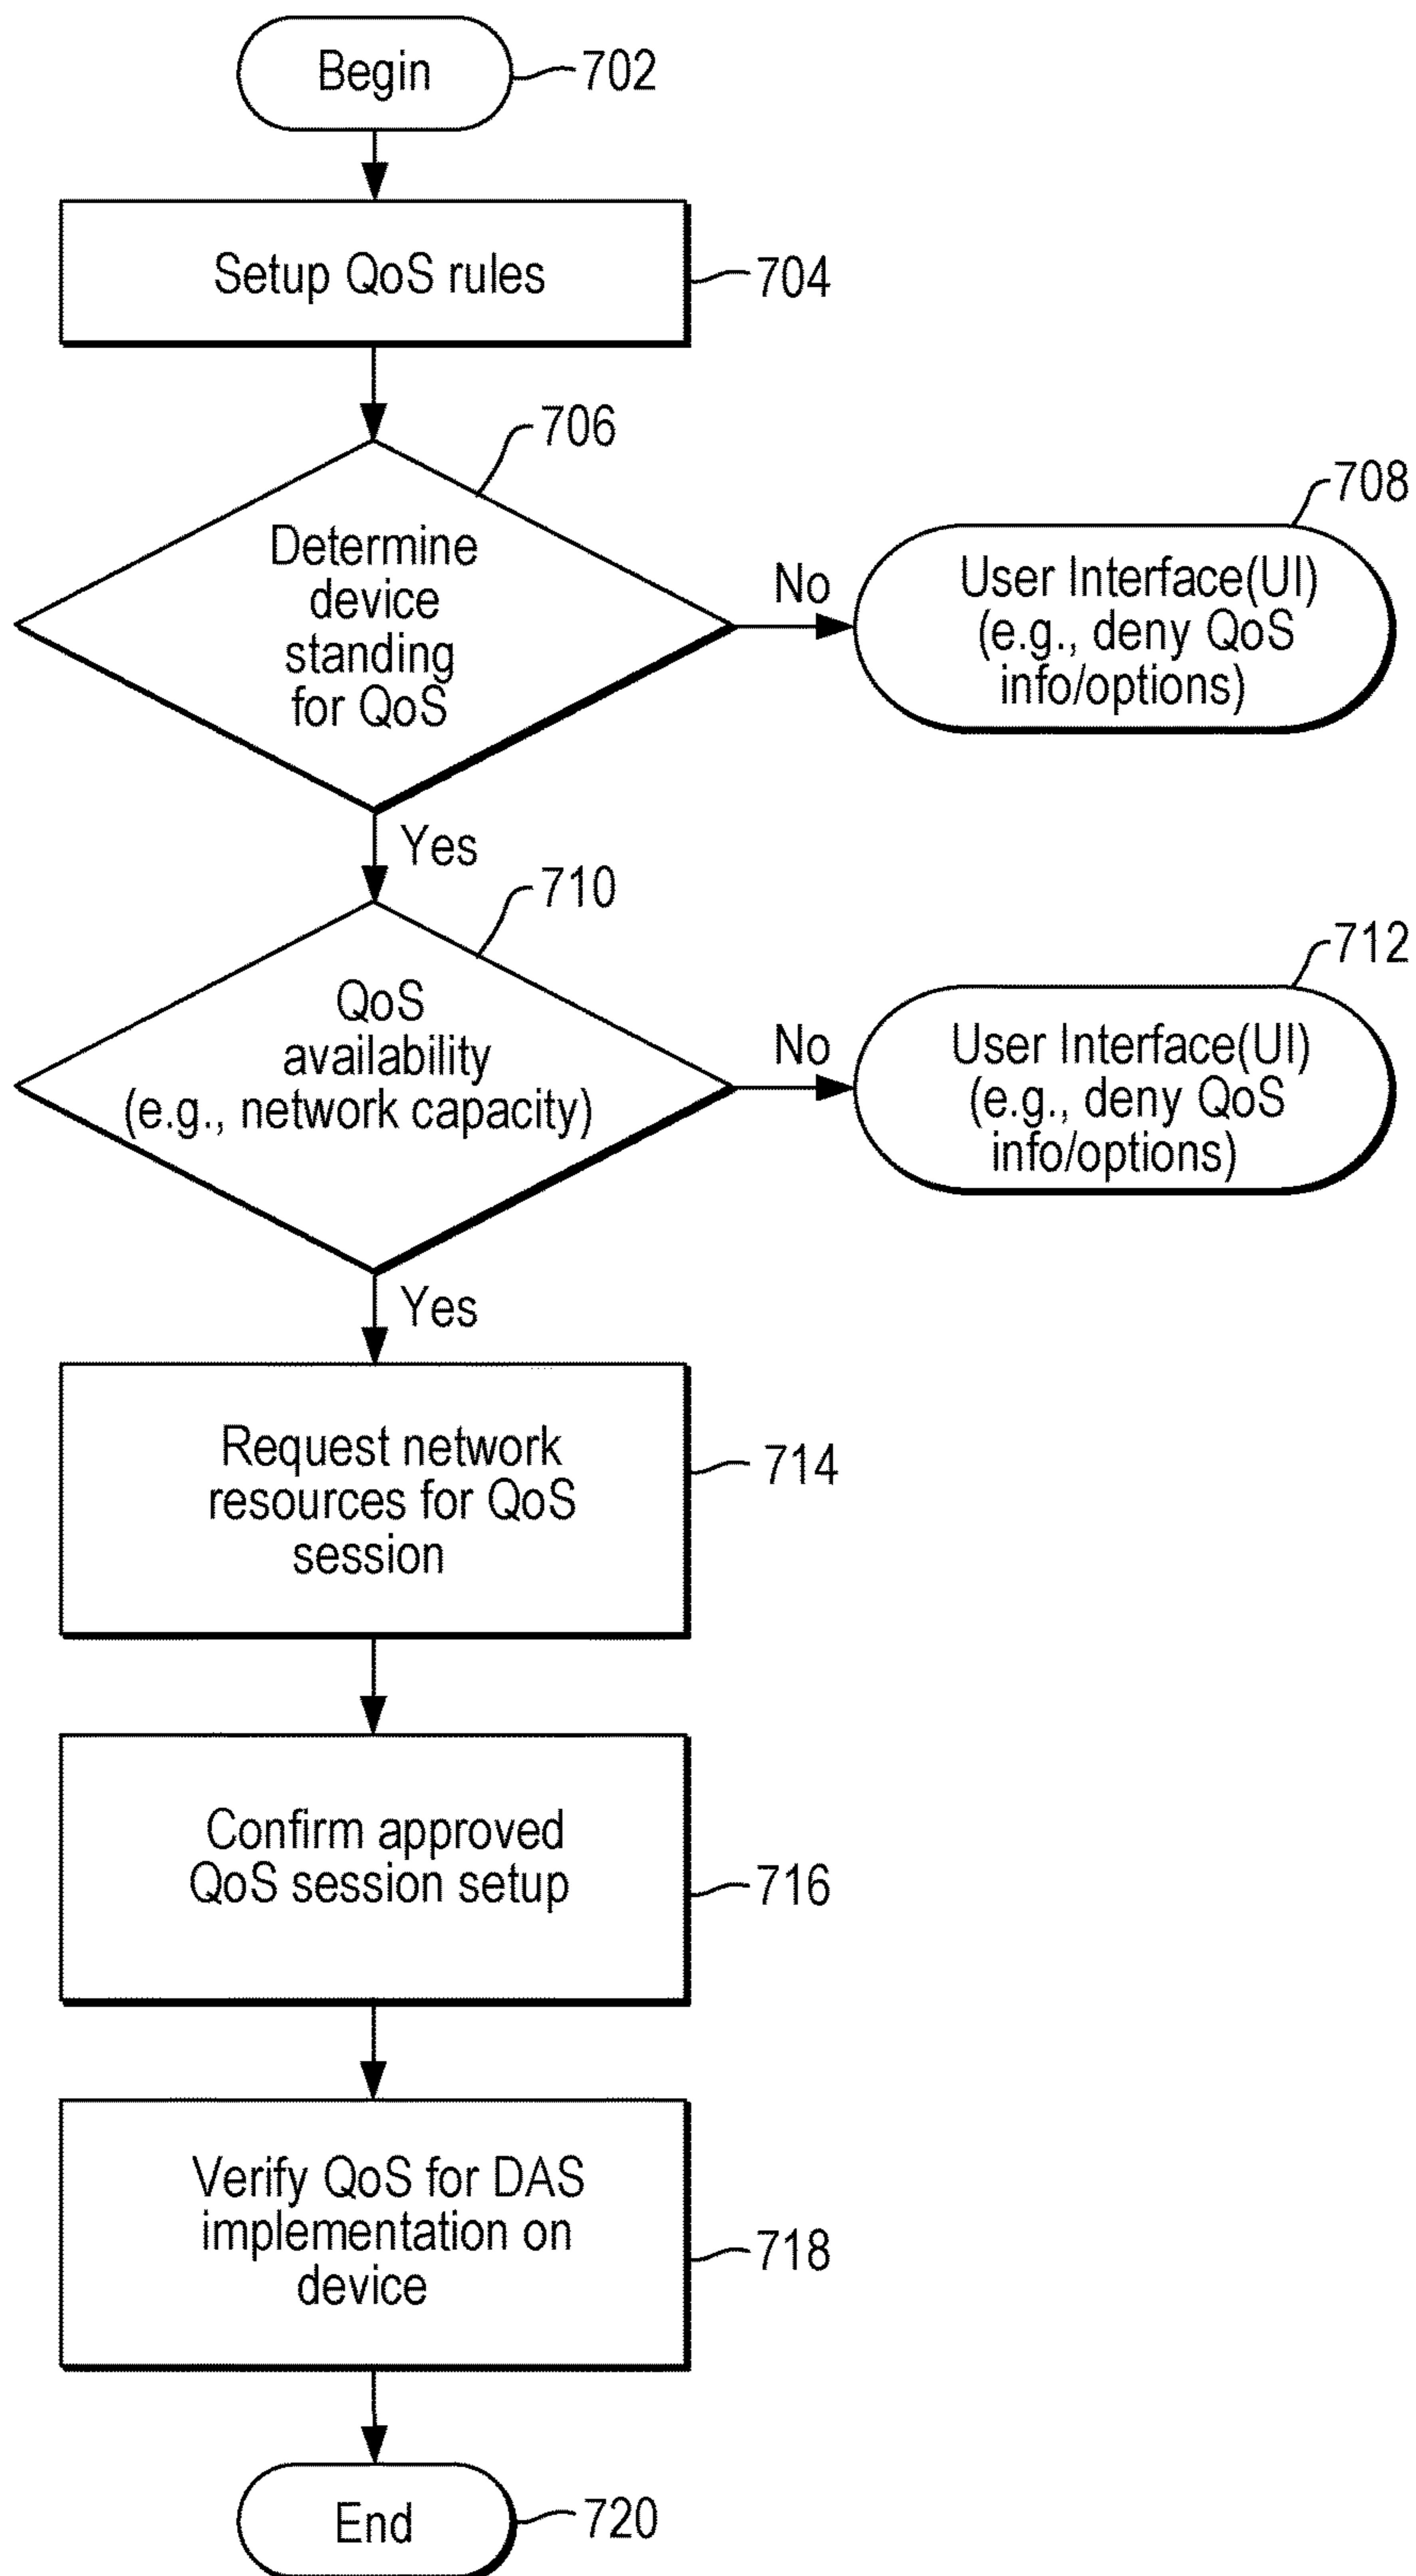 Begin
702
Setup QoS rules
704
706
Determine
device
standing
for QoS
No
708
User Interface(UI)
(e.g., deny QoS
info/options)
Yes
710
QoS
availability
(e.g., network capacity)
No
712
User Interface(UI)
(e.g., deny QoS
info/options)
Yes
Request network
resources for QoS
session
714
Confirm approved
QoS session setup
716
Verify QoS for DAS
implementation on
device
718
End
720